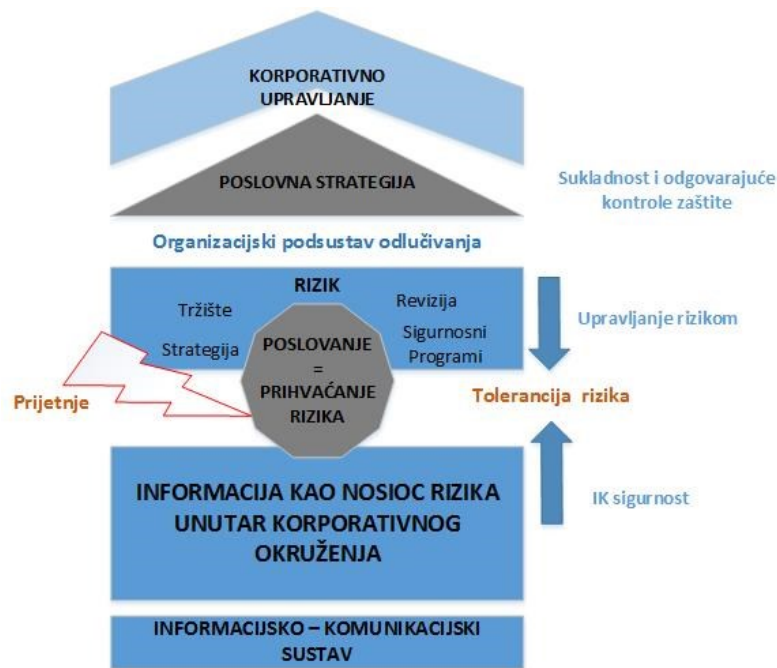 KORPORATIVNO
UPRAVLJANJE
POSLOVNA STRATEGIJA
Sukladnost i odgovarajuće
kontrole zaštite
Organizacijski podsustav odlučivanja
RIZIK
Tržište
Revizija
Strategija
Sigurnosni
Programi
Upravljanje rizikom
POSLOVANJE
=
PRIHVAĆANJE
RIZIKA
Prijetnje
Tolerancija rizika
INFORMACIJA KAO NOSIOC RIZIKA
UNUTAR KORPORATIVNOG
OKRUŽENJA
IK sigurnost
INFORMACIJSKO – KOMUNIKACIJSKI
SUSTAV